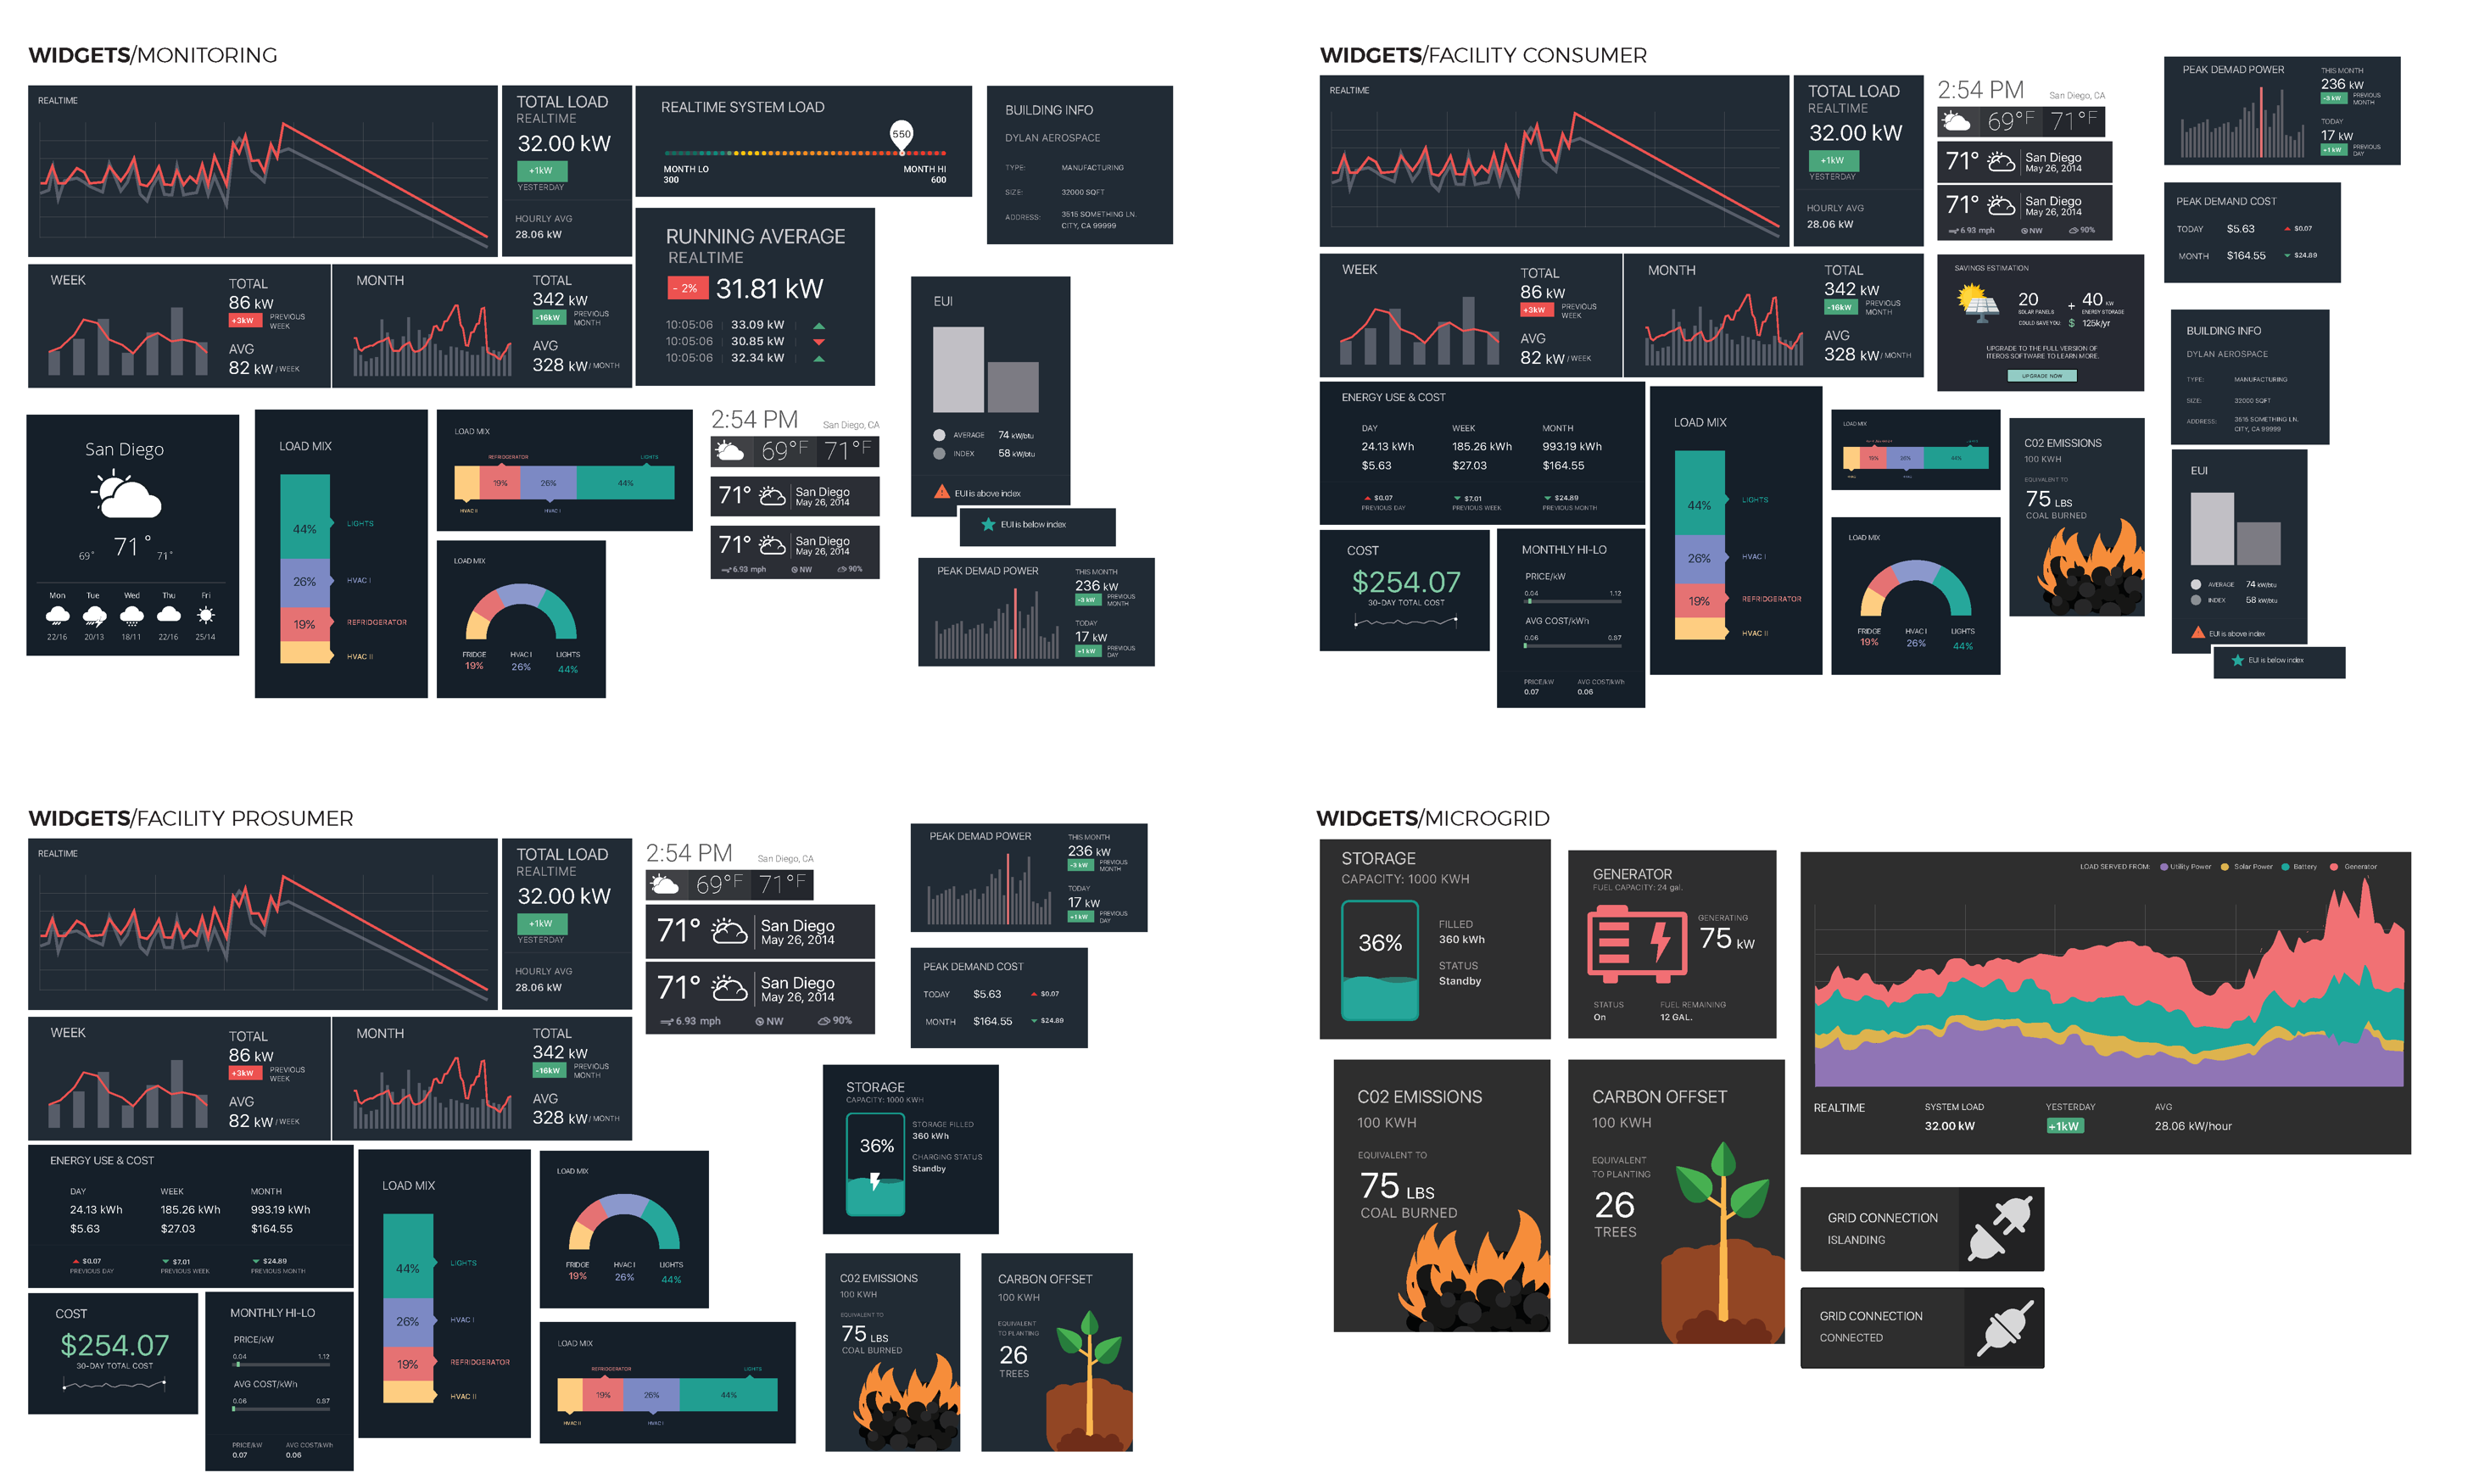 WIDGETS/MONITORING
REALTIME
TOTAL LOAD
REALTIME
32.00 kW
+1kW
YESTERDAY
HOURLY AVG
28.06 kW
REALTIME SYSTEM LOAD
550
MONTH LO
300
MONTH HI
600
BUILDING INFO
DYLAN AEROSPACE
TYPE: MANUFACTURING
SIZE: 32000 SQFT
ADDRESS: 3515 SOMETHING LN.
CITY, CA 99999
WEEK
TOTAL
86 kW
+3kW PREVIOUS
WEEK
AVG
82 kW / WEEK
MONTH
TOTAL
342 kW
-16kW PREVIOUS
MONTH
AVG
328 kW / MONTH
RUNNING AVERAGE
REALTIME
- 2% 31.81 kW
10:05:06 33.09 kW
10:05:06 30.85 kW
10:05:06 32.34 kW
EUI
AVERAGE 74 kW/btu
INDEX 58 kW/btu
EUI is above index
EUI is below index
San Diego
69° 71° 71°
Mon Tue Wed Thu Fri
22/16 20/13 18/11 22/16 25/14
LOAD MIX
44% LIGHTS
26% HVAC I
19% REFRIDGERATOR
HVAC II
LOAD MIX
REFRIDGERATOR LIGHTS
19% 26% 44%
HVAC II HVAC I
LOAD MIX
FRIDGE HVAC I LIGHTS
19% 26% 44%
2:54 PM San Diego, CA
69°F 71°F
71° San Diego
May 26, 2014
71° San Diego
May 26, 2014
6.93 mph NW 90%
PEAK DEMAD POWER
THIS MONTH
236 kW
-3 kW PREVIOUS
MONTH
TODAY
17 kW
+1 kW PREVIOUS
DAY
WIDGETS/FACILITY CONSUMER
REALTIME
TOTAL LOAD
REALTIME
32.00 kW
+1kW
YESTERDAY
HOURLY AVG
28.06 kW
2:54 PM San Diego, CA
69°F 71°F
71° San Diego
May 26, 2014
71° San Diego
May 26, 2014
6.93 mph NW 90%
PEAK DEMAD POWER
THIS MONTH
236 kW
-3 kW PREVIOUS
MONTH
TODAY
17 kW
+1 kW PREVIOUS
DAY
PEAK DEMAND COST
TODAY $5.63 $0.07
MONTH $164.55 $24.89
WEEK
TOTAL
86 kW
+3kW PREVIOUS
WEEK
AVG
82 kW / WEEK
MONTH
TOTAL
342 kW
-16kW PREVIOUS
MONTH
AVG
328 kW / MONTH
SAVINGS ESTIMATION
20 + 40 kW
SOLAR PANELS ENERGY STORAGE
COULD SAVE YOU $ 125k/yr
UPGRADE TO THE FULL VERSION OF
ITEROS SOFTWARE TO LEARN MORE.
UPGRADE NOW
BUILDING INFO
DYLAN AEROSPACE
TYPE: MANUFACTURING
SIZE: 32000 SQFT
ADDRESS: 3515 SOMETHING LN.
CITY, CA 99999
ENERGY USE & COST
DAY WEEK MONTH
24.13 kWh 185.26 kWh 993.19 kWh
$5.63 $27.03 $164.55
$0.07 $7.01 $24.89
PREVIOUS DAY PREVIOUS WEEK PREVIOUS MONTH
COST
$254.07
30-DAY TOTAL COST
MONTHLY HI-LO
PRICE/kW
0.04 1.12
AVG COST/kWh
0.06 0.87
PRICE/kW AVG COST/kWh
0.07 0.06
LOAD MIX
44% LIGHTS
26% HVAC I
19% REFRIDGERATOR
HVAC II
LOAD MIX
19% 26% 44%
LOAD MIX
FRIDGE HVAC I LIGHTS
19% 26% 44%
C02 EMISSIONS
100 KWH
EQUIVALENT TO
75 LBS
COAL BURNED
EUI
AVERAGE 74 kW/btu
INDEX 58 kW/btu
EUI is above index
EUI is below index
WIDGETS/FACILITY PROSUMER
REALTIME
TOTAL LOAD
REALTIME
32.00 kW
+1kW
YESTERDAY
HOURLY AVG
28.06 kW
2:54 PM San Diego, CA
69°F 71°F
71° San Diego
May 26, 2014
71° San Diego
May 26, 2014
6.93 mph NW 90%
PEAK DEMAD POWER
THIS MONTH
236 kW
-3 kW PREVIOUS
MONTH
TODAY
17 kW
+1 kW PREVIOUS
DAY
PEAK DEMAND COST
TODAY $5.63 $0.07
MONTH $164.55 $24.89
WEEK
TOTAL
86 kW
+3kW PREVIOUS
WEEK
AVG
82 kW / WEEK
MONTH
TOTAL
342 kW
-16kW PREVIOUS
MONTH
AVG
328 kW / MONTH
STORAGE
CAPACITY: 1000 KWH
36%
STORAGE FILLED
360 kWh
CHARGING STATUS
Standby
ENERGY USE & COST
DAY WEEK MONTH
24.13 kWh 185.26 kWh 993.19 kWh
$5.63 $27.03 $164.55
$0.07 $7.01 $24.89
PREVIOUS DAY PREVIOUS WEEK PREVIOUS MONTH
COST
$254.07
30-DAY TOTAL COST
MONTHLY HI-LO
PRICE/kW
0.04 1.12
AVG COST/kWh
0.06 0.87
PRICE/kW AVG COST/kWh
0.07 0.06
LOAD MIX
44% LIGHTS
26% HVAC I
19% REFRIDGERATOR
HVAC II
LOAD MIX
FRIDGE HVAC I LIGHTS
19% 26% 44%
LOAD MIX
REFRIDGERATOR LIGHTS
19% 26% 44%
HVAC II HVAC I
C02 EMISSIONS
100 KWH
EQUIVALENT TO
75 LBS
COAL BURNED
CARBON OFFSET
100 KWH
EQUIVALENT
TO PLANTING
26
TREES
WIDGETS/MICROGRID
STORAGE
CAPACITY: 1000 KWH
36%
FILLED
360 kWh
STATUS
Standby
GENERATOR
FUEL CAPACITY: 24 gal.
GENERATING
75 kW
STATUS FUEL REMAINING
On 12 GAL.
LOAD SERVED FROM: Utility Power Solar Power Battery Generator
REALTIME
SYSTEM LOAD YESTERDAY AVG
32.00 kW +1kW 28.06 kW/hour
C02 EMISSIONS
100 KWH
EQUIVALENT TO
75 LBS
COAL BURNED
CARBON OFFSET
100 KWH
EQUIVALENT
TO PLANTING
26
TREES
GRID CONNECTION
ISLANDING
GRID CONNECTION
CONNECTED